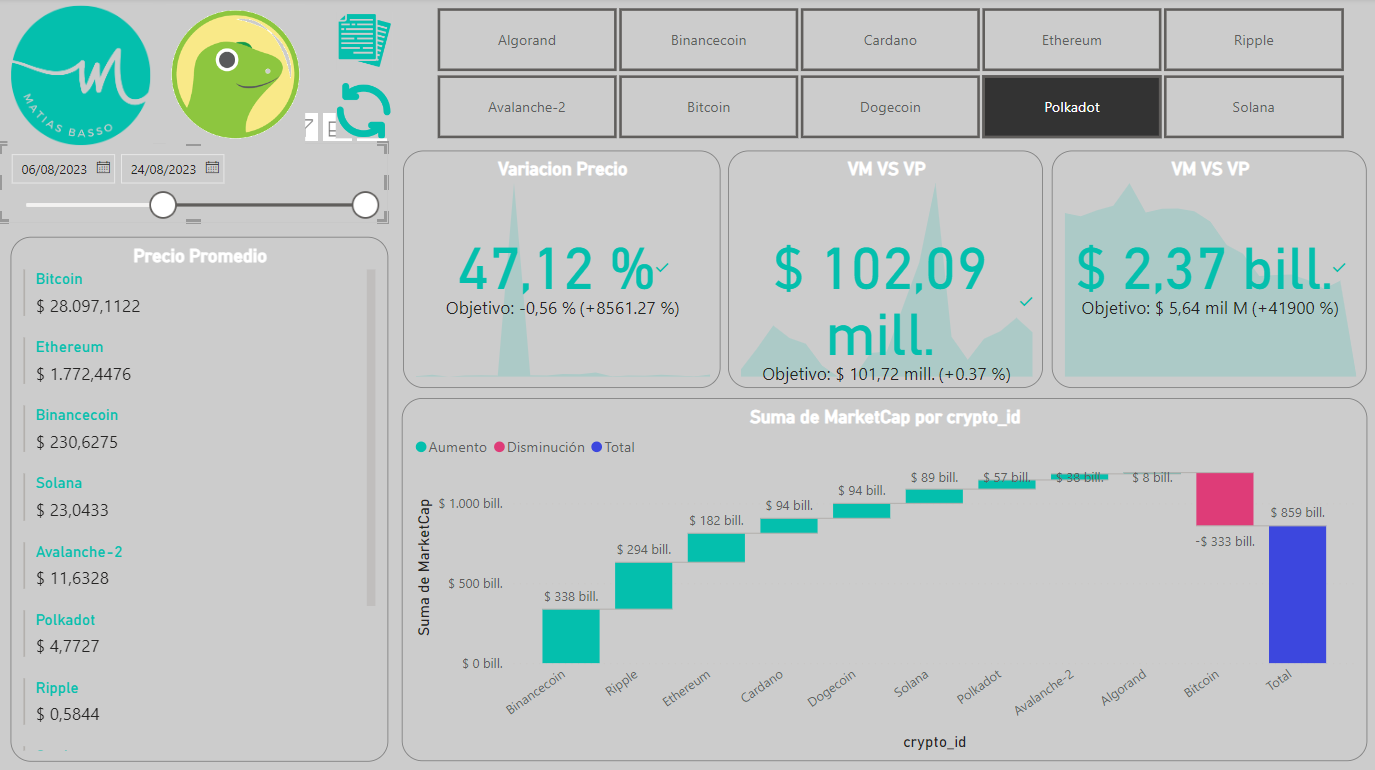 MATIAS BASSO
Algorand
Binancecoin
Cardano
Ethereum
Ripple
Avalanche-2
Bitcoin
Dogecoin
Polkadot
Solana
06/08/2023
24/08/2023
Precio Promedio
Bitcoin
$ 28.097,1122
Ethereum
$ 1.772,4476
Binancecoin
$ 230,6275
Solana
$ 23,0433
Avalanche-2
$ 11,6328
Polkadot
$ 4,7727
Ripple
$ 0,5844
Variacion Precio
47,12 %
Objetivo: -0,56 % (+8561.27 %)
VM VS VP
$ 102,09
mill.
Objetivo: $ 101,72 mill. (+0.37 %)
VM VS VP
$ 2,37 bill.
Objetivo: $ 5,64 mil M (+41900 %)
Suma de MarketCap por crypto_id
Aumento Disminución Total
Suma de MarketCap
$ 1.000 bill.
$ 500 bill.
$ 0 bill.
$ 338 bill.
$ 294 bill.
$ 182 bill.
$ 94 bill.
$ 94 bill.
$ 89 bill.
$ 57 bill.
$ 38 bill.
$ 8 bill.
-$ 333 bill.
$ 859 bill.
Binancecoin
Ripple
Ethereum
Cardano
Dogecoin
Solana
Polkadot
Avalanche-2
Algorand
Bitcoin
Total
crypto_id